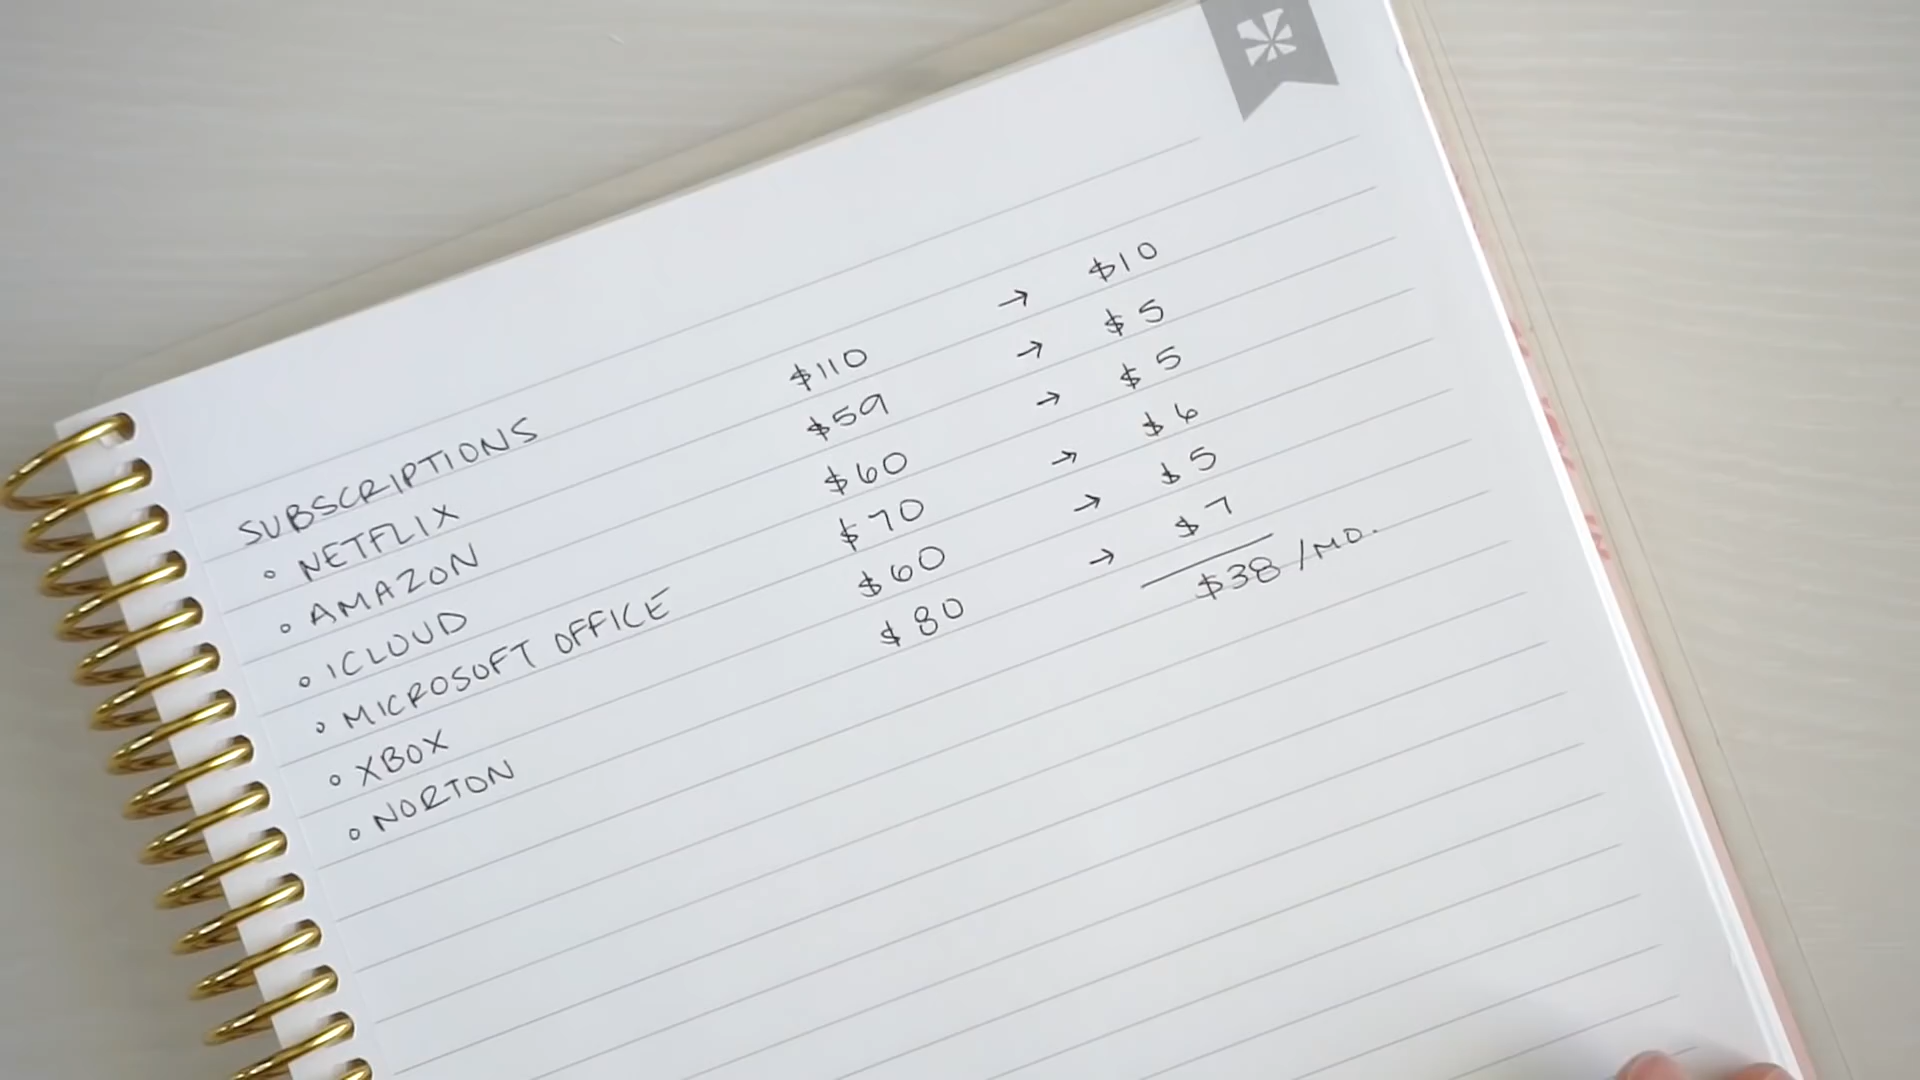 SUBSCRIPTIONS
◦ NETFLIX $110 → $10
◦ AMAZON $59 → $5
◦ ICLOUD $60 → $5
◦ MICROSOFT OFFICE $70 → $6
◦ XBOX $60 → $5
◦ NORTON $80 → $7
$38/MO.